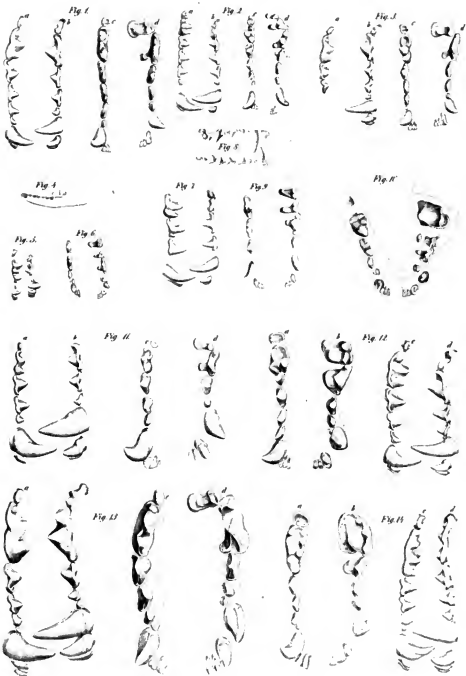 Fig. 1.
a b c d
Fig. 2
a b c d
Fig. 3.
a b c d
Fig. 8
Fig. 4
Fig. 5.
Fig. 6.
Fig. 7
Fig. 9
Fig. 10
a b
Fig. 11
c d
a b
Fig. 12
c d
a b
Fig. 13
c d
a b
Fig. 14
c d